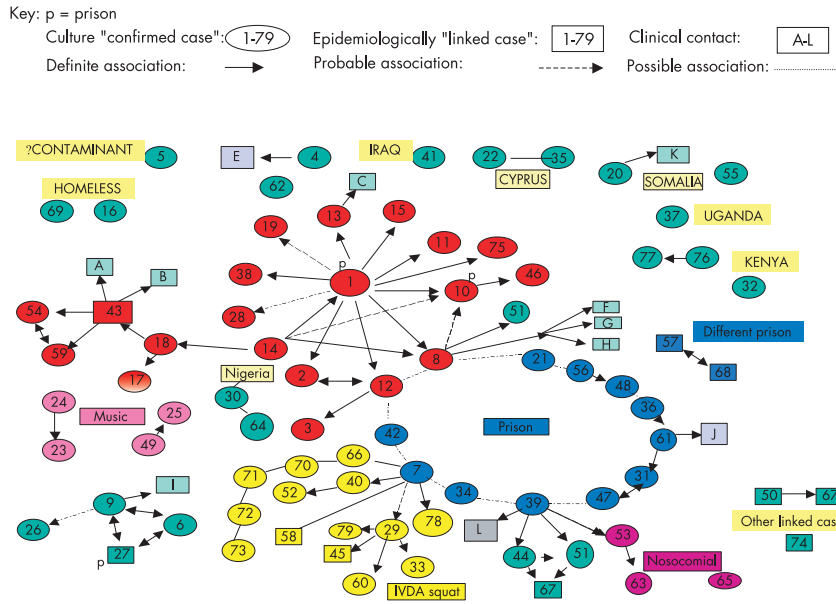 Key: p = prison
Culture "confirmed case": 1-79 Epidemiologically "linked case": 1-79 Clinical contact: A-L
Definite association: Probable association: Possible association:
?CONTAMINANT 5 E 4 IRAQ 41 22 35 K
CYPRUS 20 SOMALIA 55
62 C
HOMELESS
69 16 19 13 15 37 UGANDA
11 75 77 76 KENYA
A B 38 p 1 p 10 46 32
54 43 28 51 F
G
H
59 18 14 8 57 Different prison
17 Nigeria 2 12 21 56 68
24 Music 25 30 3 48
64 36
23 49 42 Prison 61 J
66
71 70 7 31
9 I 52 40 34 39 47 50 67
26 6 72 79 29 78 L 53 Other linked cas
58 74
p 27 73 45 33 44 51 Nosocomial
60 IVDA squat 67 63 65